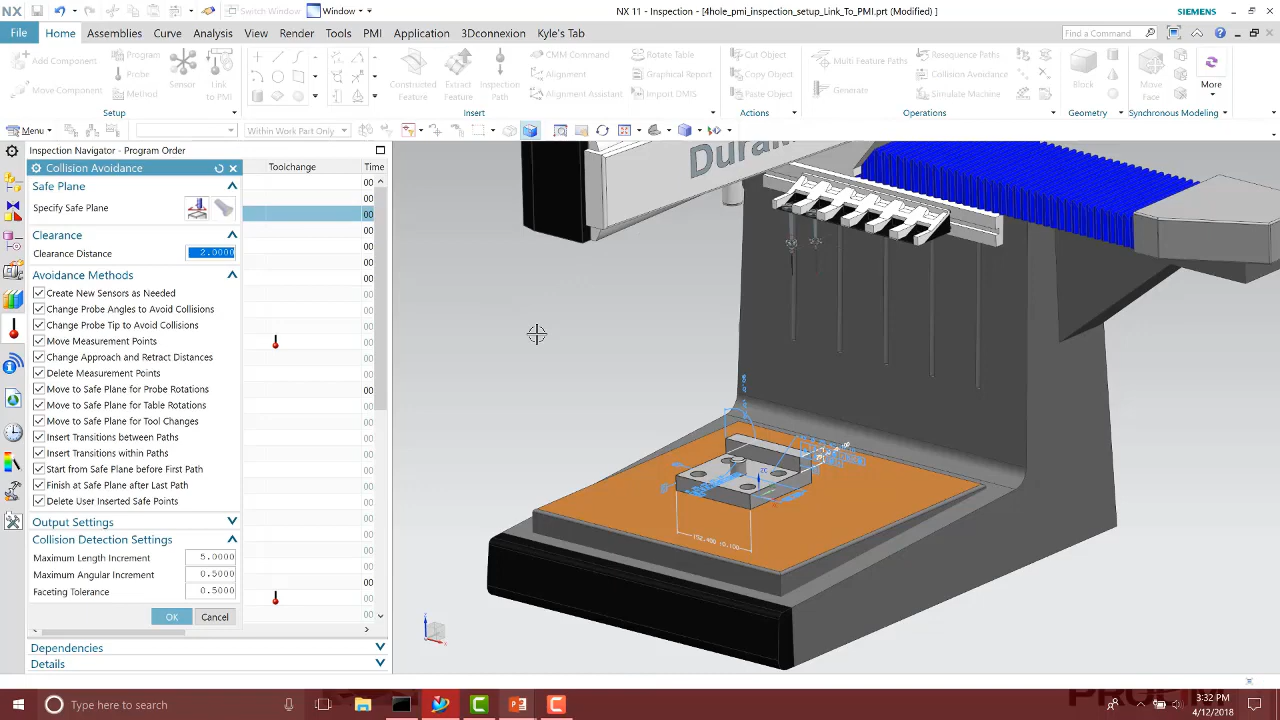 NX
Switch Window
Window
NX 11 - Inspection - [4hole_pmi_inspection_setup_Link_To_PMI.prt (Modified) ]
SIEMENS
File Home Assemblies Curve Analysis View Render Tools PMI Application 3Dconnexion Kyle's Tab
Find a Command
Add Component
Move Component
Program
Probe
Method
Sensor
Link to PMI
Constructed Feature
Extract Feature
Inspection Path
CMM Command
Alignment
Alignment Assistant
Rotate Table
Graphical Report
Import DMIS
Cut Object
Copy Object
Paste Object
Multi Feature Paths
Generate
Resequence Paths
Collision Avoidance
Simulate Machine
Block
Move Face
More
Setup Insert Actions Operations Geometry Synchronous Modeling
Menu
Within Work Part Only
Inspection Navigator - Program Order
Collision Avoidance
Toolchange Time
Safe Plane
Specify Safe Plane
Clearance
Clearance Distance 2.0000
Avoidance Methods
Create New Sensors as Needed
Change Probe Angles to Avoid Collisions
Change Probe Tip to Avoid Collisions
Move Measurement Points
Change Approach and Retract Distances
Delete Measurement Points
Move to Safe Plane for Probe Rotations
Move to Safe Plane for Table Rotations
Move to Safe Plane for Tool Changes
Insert Transitions between Paths
Insert Transitions within Paths
Start from Safe Plane before First Path
Finish at Safe Plane after Last Path
Delete User Inserted Safe Points
Output Settings
Collision Detection Settings
Maximum Length Increment 5.0000
Maximum Angular Increment 0.5000
Faceting Tolerance 0.5000
OK Cancel
Dependencies
Details
ZC
Type here to search
3:32 PM
4/12/2018